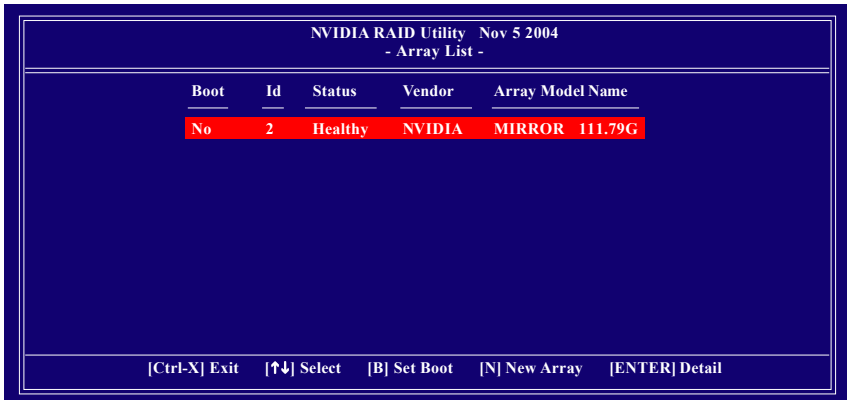 NVIDIA RAID Utility Nov 5 2004
- Array List -
Boot Id Status Vendor Array Model Name
No 2 Healthy NVIDIA MIRROR 111.79G
[Ctrl-X] Exit [↑↓] Select [B] Set Boot [N] New Array [ENTER] Detail